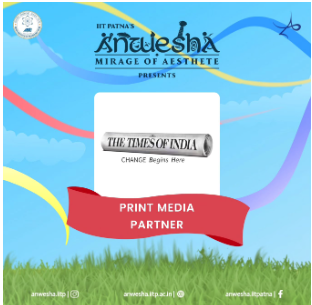 IIT PATNA'S
ANWESHA
MIRAGE OF AESTHETE
PRESENTS
THE TIMES OF INDIA
CHANGE Begins Here
PRINT MEDIA
PARTNER
anwesha.iitp | anwesha.iitp.ac.in | anwesha.iitpatna |